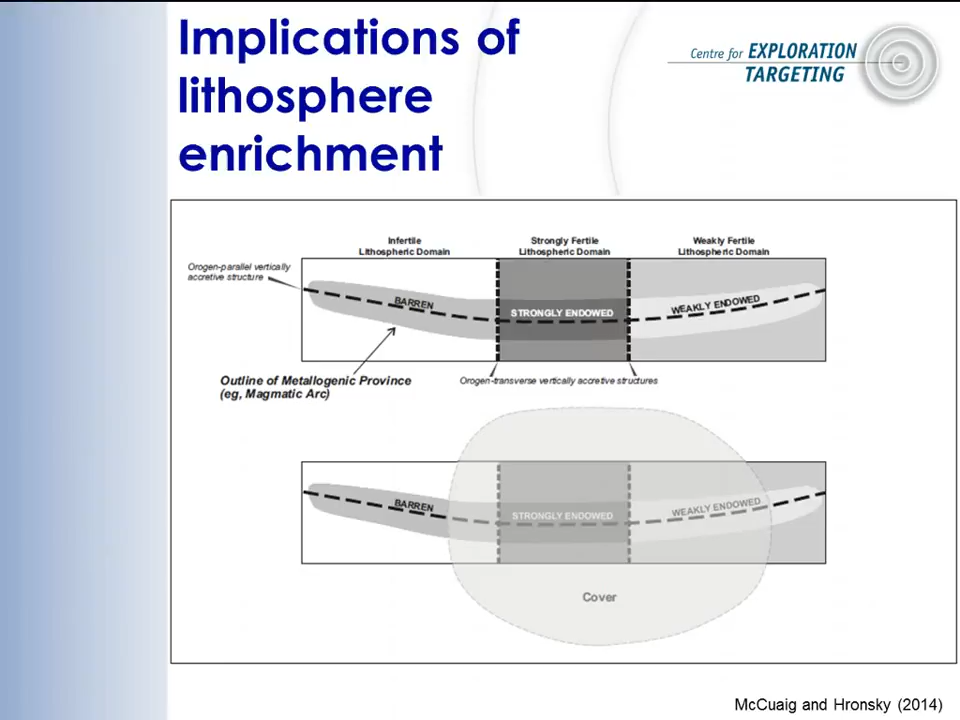 Implications of
lithosphere
enrichment
Centre for EXPLORATION
TARGETING
Infertile
Lithospheric Domain
Strongly Fertile
Lithospheric Domain
Weakly Fertile
Lithospheric Domain
Orogen-parallel vertically
accretive structure
BARREN
STRONGLY ENDOWED
WEAKLY ENDOWED
Outline of Metallogenic Province
(eg, Magmatic Arc)
Orogen-transverse vertically accretive structures
BARREN
STRONGLY ENDOWED
WEAKLY ENDOWED
Cover
McCuaig and Hronsky (2014)